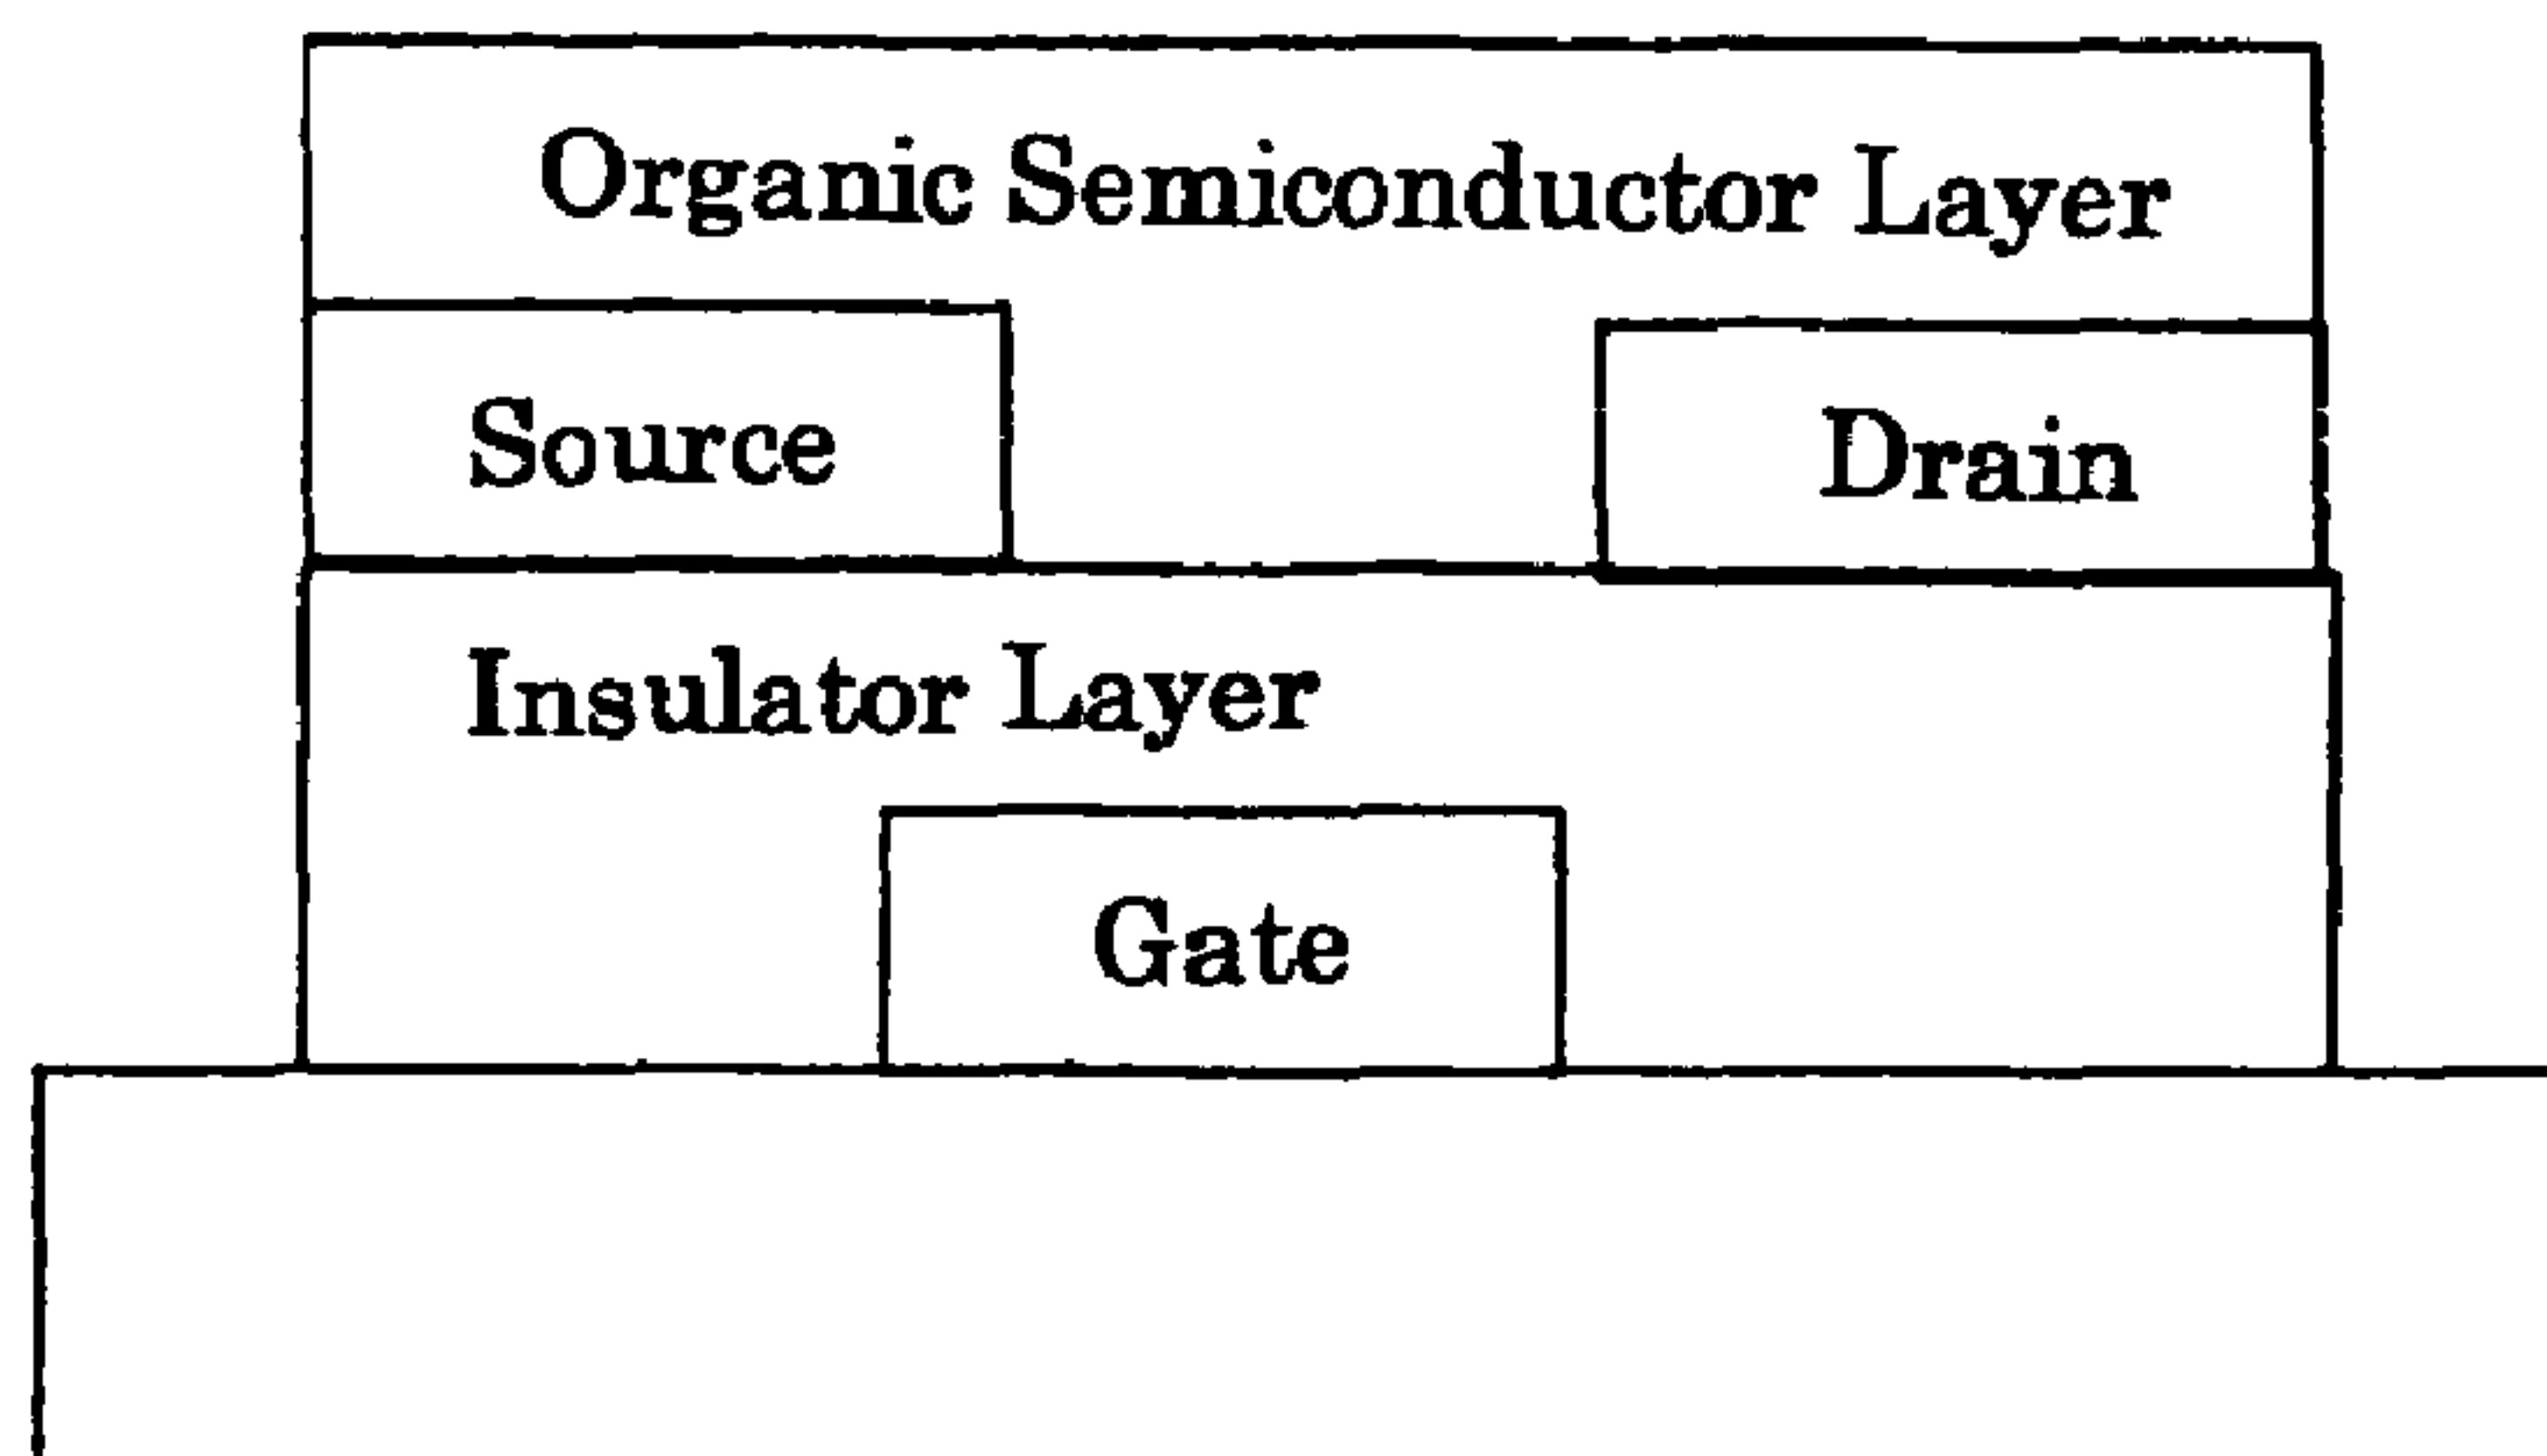 Organic Semiconductor Layer
Source
Drain
Insulator Layer
Gate